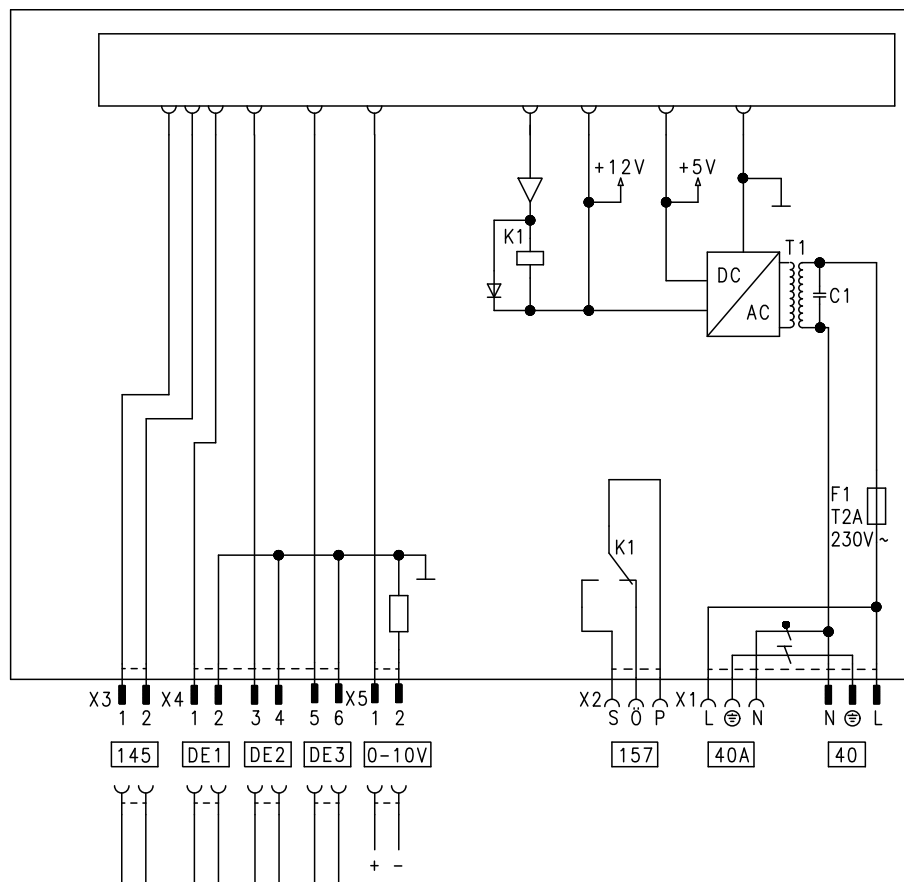 +12V
+5V
K1
T1
DC
AC
C1
F1
T2A
230V ~
K1
X3
X4
X5
X2
X1
1 2 1 2 3 4 5 6 1 2 S Ö P L N N L
145
DE1
DE2
DE3
0-10V
157
40A
40
+ -